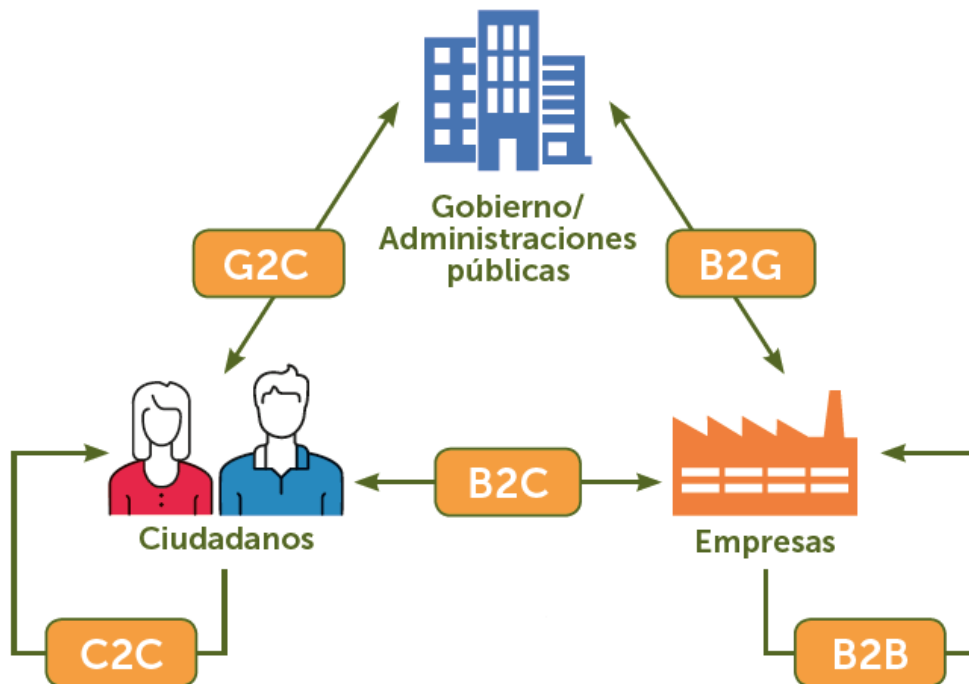 Gobierno/
Administraciones
públicas
G2C
B2G
B2C
Ciudadanos
Empresas
C2C
B2B